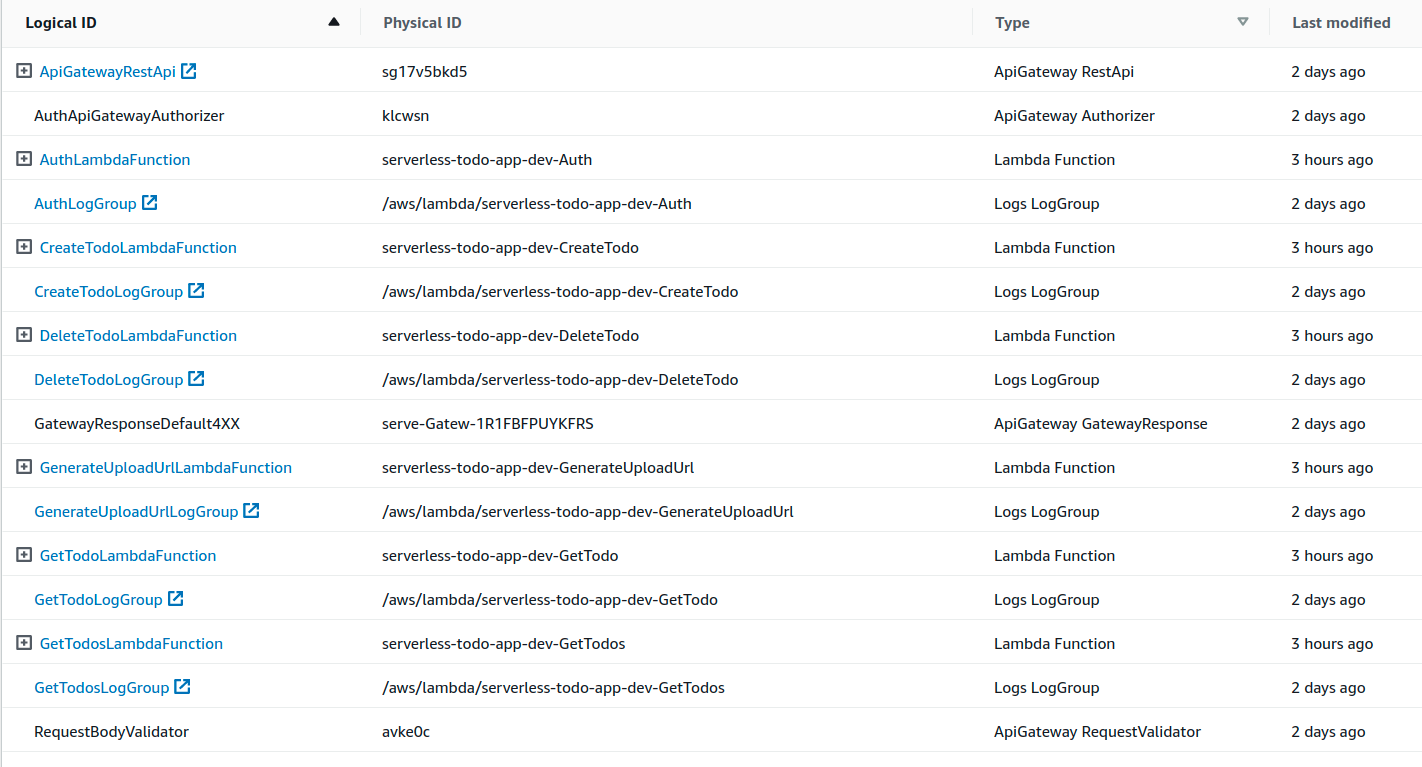 Logical ID Physical ID Type Last modified
ApiGatewayRestApi sg17v5bkd5 ApiGateway RestApi 2 days ago
AuthApiGatewayAuthorizer klcwsn ApiGateway Authorizer 2 days ago
AuthLambdaFunction serverless-todo-app-dev-Auth Lambda Function 3 hours ago
AuthLogGroup /aws/lambda/serverless-todo-app-dev-Auth Logs LogGroup 2 days ago
CreateTodoLambdaFunction serverless-todo-app-dev-CreateTodo Lambda Function 3 hours ago
CreateTodoLogGroup /aws/lambda/serverless-todo-app-dev-CreateTodo Logs LogGroup 2 days ago
DeleteTodoLambdaFunction serverless-todo-app-dev-DeleteTodo Lambda Function 3 hours ago
DeleteTodoLogGroup /aws/lambda/serverless-todo-app-dev-DeleteTodo Logs LogGroup 2 days ago
GatewayResponseDefault4XX serve-Gatew-1R1FBFPUYKFRS ApiGateway GatewayResponse 2 days ago
GenerateUploadUrlLambdaFunction serverless-todo-app-dev-GenerateUploadUrl Lambda Function 3 hours ago
GenerateUploadUrlLogGroup /aws/lambda/serverless-todo-app-dev-GenerateUploadUrl Logs LogGroup 2 days ago
GetTodoLambdaFunction serverless-todo-app-dev-GetTodo Lambda Function 3 hours ago
GetTodoLogGroup /aws/lambda/serverless-todo-app-dev-GetTodo Logs LogGroup 2 days ago
GetTodosLambdaFunction serverless-todo-app-dev-GetTodos Lambda Function 3 hours ago
GetTodosLogGroup /aws/lambda/serverless-todo-app-dev-GetTodos Logs LogGroup 2 days ago
RequestBodyValidator avke0c ApiGateway RequestValidator 2 days ago